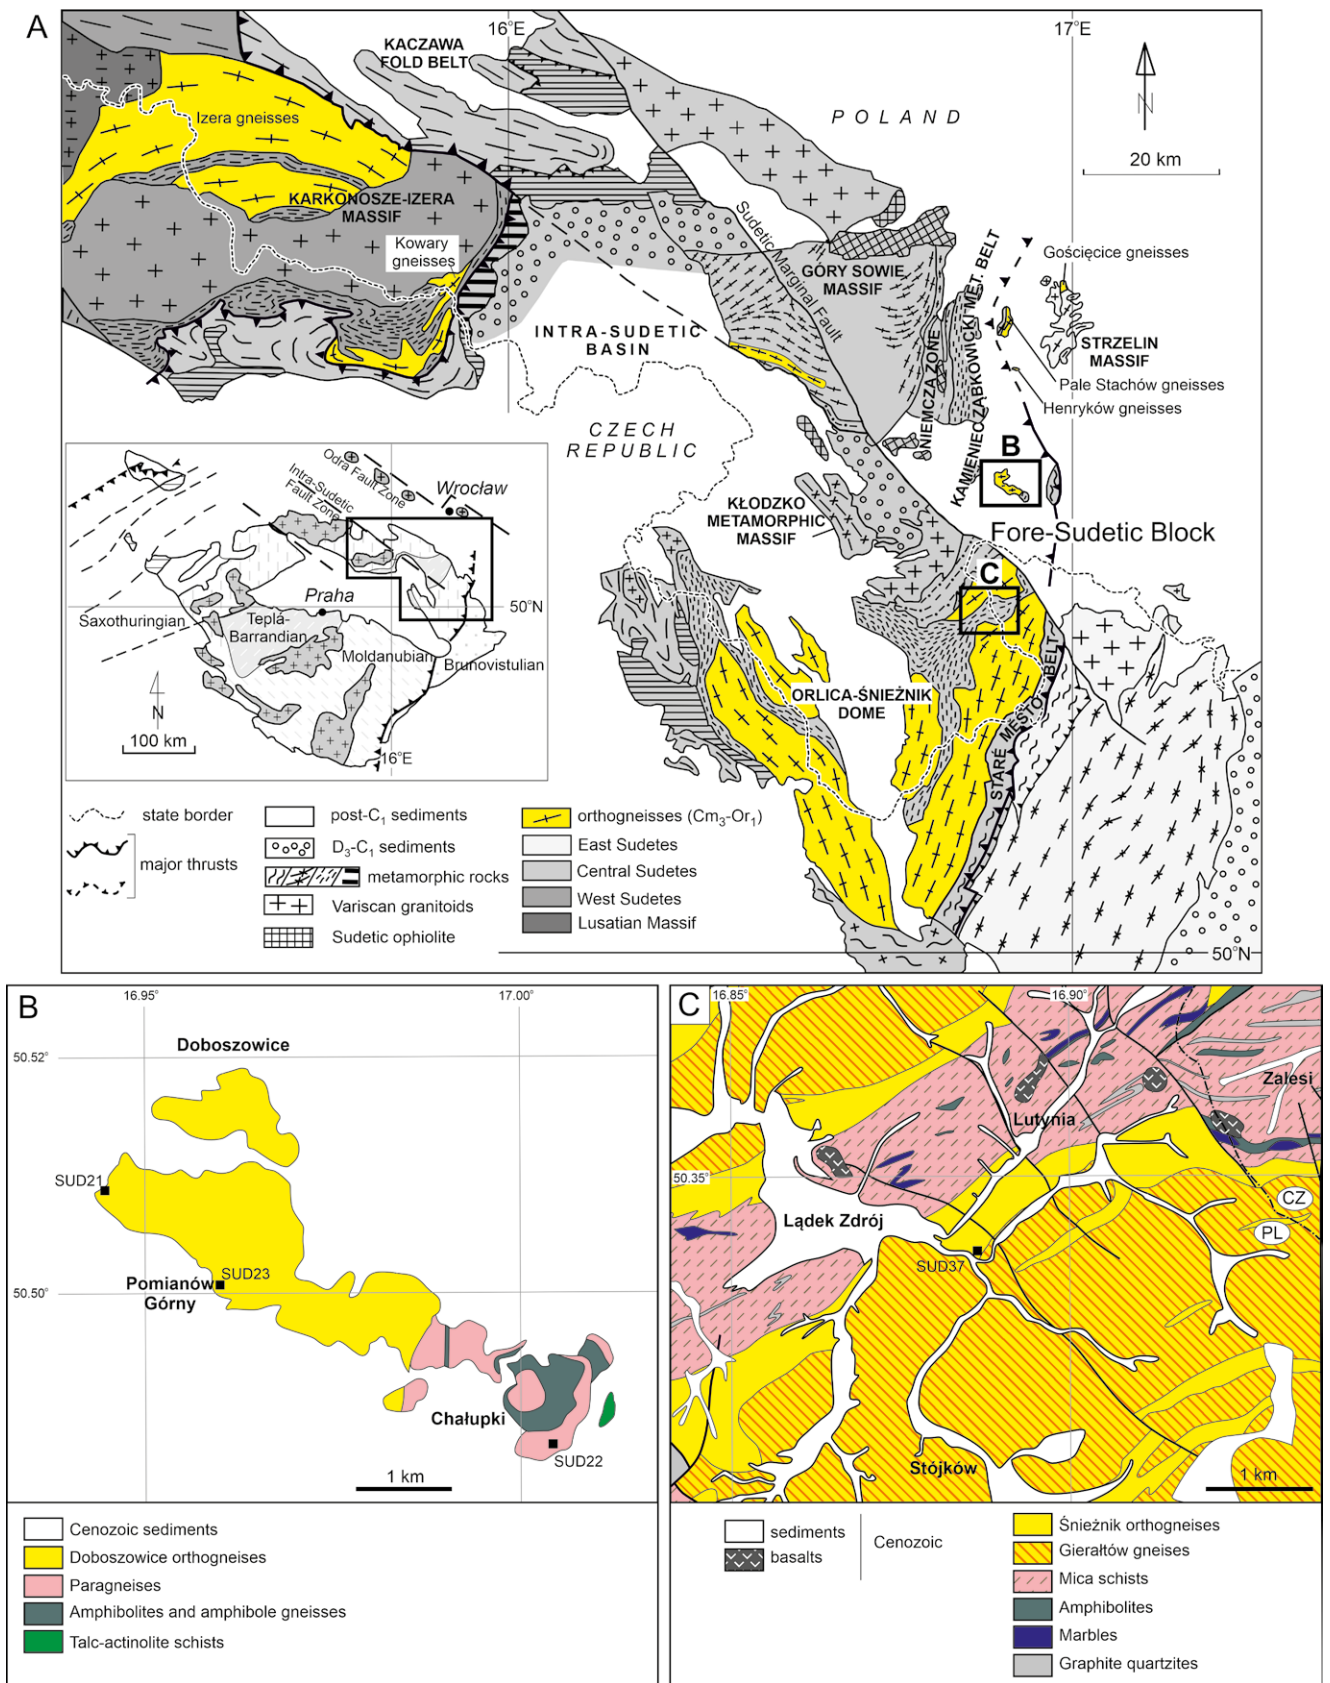 A
16°E
17°E
KACZAWA
FOLD BELT
POLAND
N
20 km
Izera gneisses
KARKONOSZE-IZERA
MASSIF
Kowary
gneisses
Sudetic Marginal Fault
GÓRY SOWIE
MASSIF
Gościęcice gneisses
INTRA-SUDETIC
BASIN
NIEMCZA ZONE
KAMIENIEC ZĄBKOWICKI MET. BELT
STRZELIN
MASSIF
Pale Stachów gneisses
Henryków gneisses
CZECH
REPUBLIC
B
KŁODZKO
METAMORPHIC
MASSIF
Fore-Sudetic Block
C
ORLICA-ŚNIEŻNIK
DOME
STARÉ MĚSTO BELT
50°N
Odra Fault Zone
Intra-Sudetic
Fault Zone
Wrocław
Praha
50°N
Saxothuringian
Teplá-
Barrandian
Moldanubian
Brunovistulian
N
100 km
16°E
state border
major thrusts
post-C1 sediments
D3-C1 sediments
metamorphic rocks
Variscan granitoids
Sudetic ophiolite
orthogneisses (Cm3-Or1)
East Sudetes
Central Sudetes
West Sudetes
Lusatian Massif
B
16.95°
17.00°
50.52°
Doboszowice
SUD21
Pomianów
Górny
SUD23
50.50°
Chałupki
SUD22
1 km
Cenozoic sediments
Doboszowice orthogneises
Paragneises
Amphibolites and amphibole gneisses
Talc-actinolite schists
C
16.85°
16.90°
Zalesi
Lutynia
50.35°
Lądek Zdrój
CZ
PL
SUD37
Stójków
1 km
sediments
basalts
Cenozoic
Śnieżnik orthogneises
Gierałtów gneises
Mica schists
Amphibolites
Marbles
Graphite quartzites